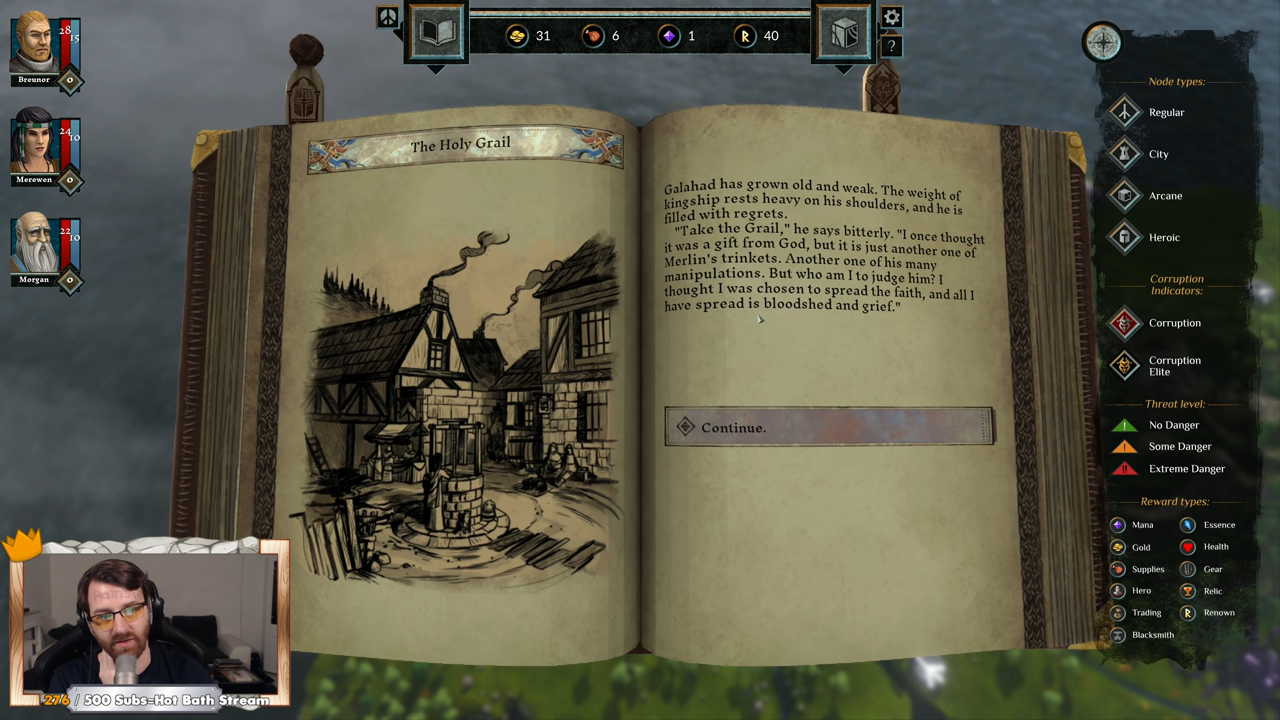 28
15
Breunor
0
24
10
Merewen
0
22
10
Morgan
0
31
6
1
R
40
?
The Holy Grail
Galahad has grown old and weak. The weight of
kingship rests heavy on his shoulders, and he is
filled with regrets.
"Take the Grail," he says bitterly. "I once thought
it was a gift from God, but it is just another one of
Merlin's trinkets. Another one of his many
manipulations. But who am I to judge him? I
thought I was chosen to spread the faith, and all I
have spread is bloodshed and grief."
Continue.
Node types:
Regular
City
Arcane
Heroic
Corruption
Indicators:
Corruption
Corruption
Elite
Threat level:
! No Danger
! Some Danger
!! Extreme Danger
Reward types:
Mana
Essence
Gold
Health
Supplies
Gear
Hero
Relic
Trading
R Renown
Blacksmith
276 / 500 Subs=Hot Bath Stream